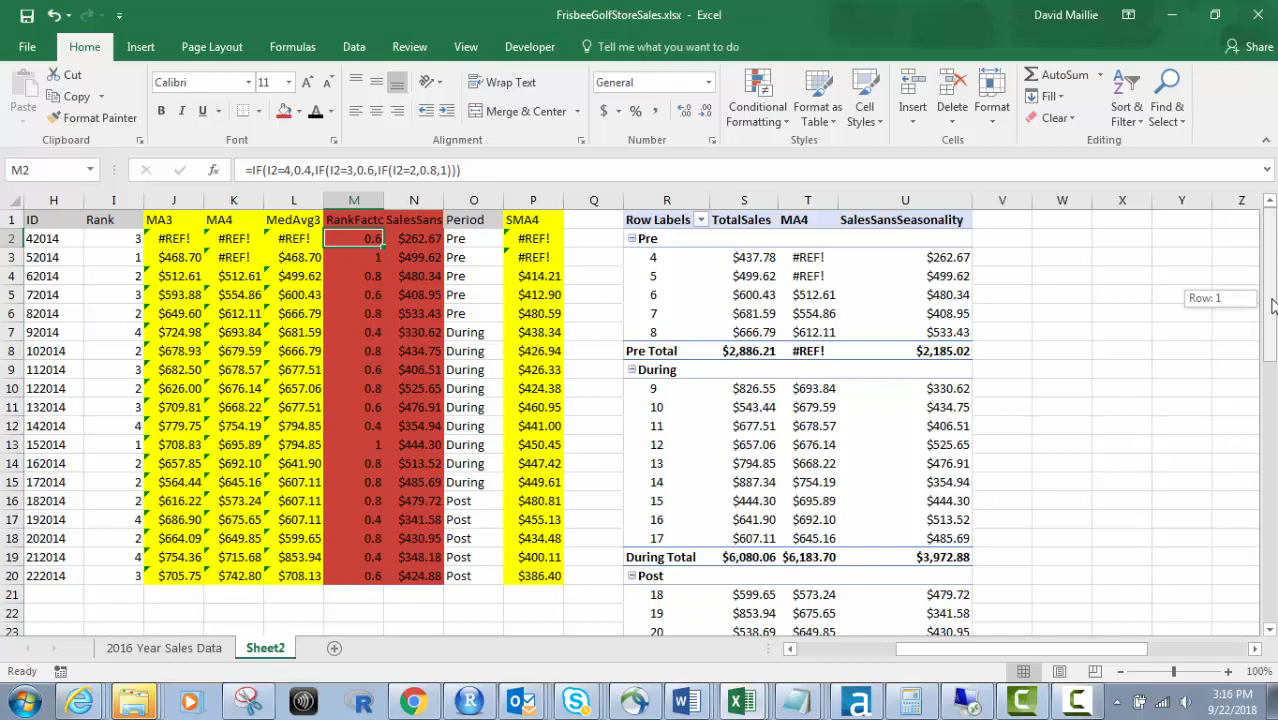 FrisbeeGolfStoreSales.xlsx - Excel
David Maillie
File Home Insert Page Layout Formulas Data Review View Developer Tell me what you want to do Share
Paste Cut Copy Format Painter
Calibri 11 Wrap Text General
B I U Merge & Center $ % ,
Conditional Formatting Format as Table Cell Styles Insert Delete Format
AutoSum Fill Clear Sort & Filter Find & Select
Clipboard Font Alignment Number Styles Cells Editing
M2 fx =IF(I2=4,0.4,IF(I2=3,0.6,IF(I2=2,0.8,1)))
H I J K L M N O P Q R S T U V W X Y Z
1 ID Rank MA3 MA4 MedAvg3 RankFactc SalesSans Period SMA4 Row Labels TotalSales MA4 SalesSansSeasonality
2 42014 3 #REF! #REF! #REF! 0.6 $262.67 Pre #REF! Pre
3 52014 1 $468.70 #REF! $468.70 1 $499.62 Pre #REF! 4 $437.78 #REF! $262.67
4 62014 2 $512.61 $512.61 $499.62 0.8 $480.34 Pre $414.21 5 $499.62 #REF! $499.62
5 72014 3 $593.88 $554.86 $600.43 0.6 $408.95 Pre $412.90 6 $600.43 $512.61 $480.34
6 82014 2 $649.60 $612.11 $666.79 0.8 $533.43 Pre $480.59 7 $681.59 $554.86 $408.95
7 92014 4 $724.98 $693.84 $681.59 0.4 $330.62 During $438.34 8 $666.79 $612.11 $533.43
8 102014 2 $678.93 $679.59 $666.79 0.8 $434.75 During $426.94 Pre Total $2,886.21 #REF! $2,185.02
9 112014 3 $682.50 $678.57 $677.51 0.6 $406.51 During $426.33 During
10 122014 2 $626.00 $676.14 $657.06 0.8 $525.65 During $424.38 9 $826.55 $693.84 $330.62
11 132014 3 $709.81 $668.22 $677.51 0.6 $476.91 During $460.95 10 $543.44 $679.59 $434.75
12 142014 4 $779.75 $754.19 $794.85 0.4 $354.94 During $441.00 11 $677.51 $678.57 $406.51
13 152014 1 $708.83 $695.89 $794.85 1 $444.30 During $450.45 12 $657.06 $676.14 $525.65
14 162014 2 $657.85 $692.10 $641.90 0.8 $513.52 During $447.42 13 $794.85 $668.22 $476.91
15 172014 2 $564.44 $645.16 $607.11 0.8 $485.69 During $449.61 14 $887.34 $754.19 $354.94
16 182014 2 $616.22 $573.24 $607.11 0.8 $479.72 Post $480.81 15 $444.30 $695.89 $444.30
17 192014 4 $686.90 $675.65 $607.11 0.4 $341.58 Post $455.13 16 $641.90 $692.10 $513.52
18 202014 2 $664.09 $689.26 $599.65 0.8 $430.95 Post $434.48 17 $607.11 $645.16 $485.69
19 212014 4 $754.36 $715.68 $853.94 0.4 $348.18 Post $400.11 During Total $6,080.06 $6,183.70 $3,972.88
20 222014 3 $705.75 $742.80 $708.13 0.6 $424.88 Post $386.40 Post
21 18 $599.65 $573.24 $479.72
22 19 $853.94 $675.65 $341.58
23 20 $538.69 $689.26 $430.95
Row: 1
2016 Year Sales Data Sheet2
Ready 100%
3:16 PM
9/22/2018